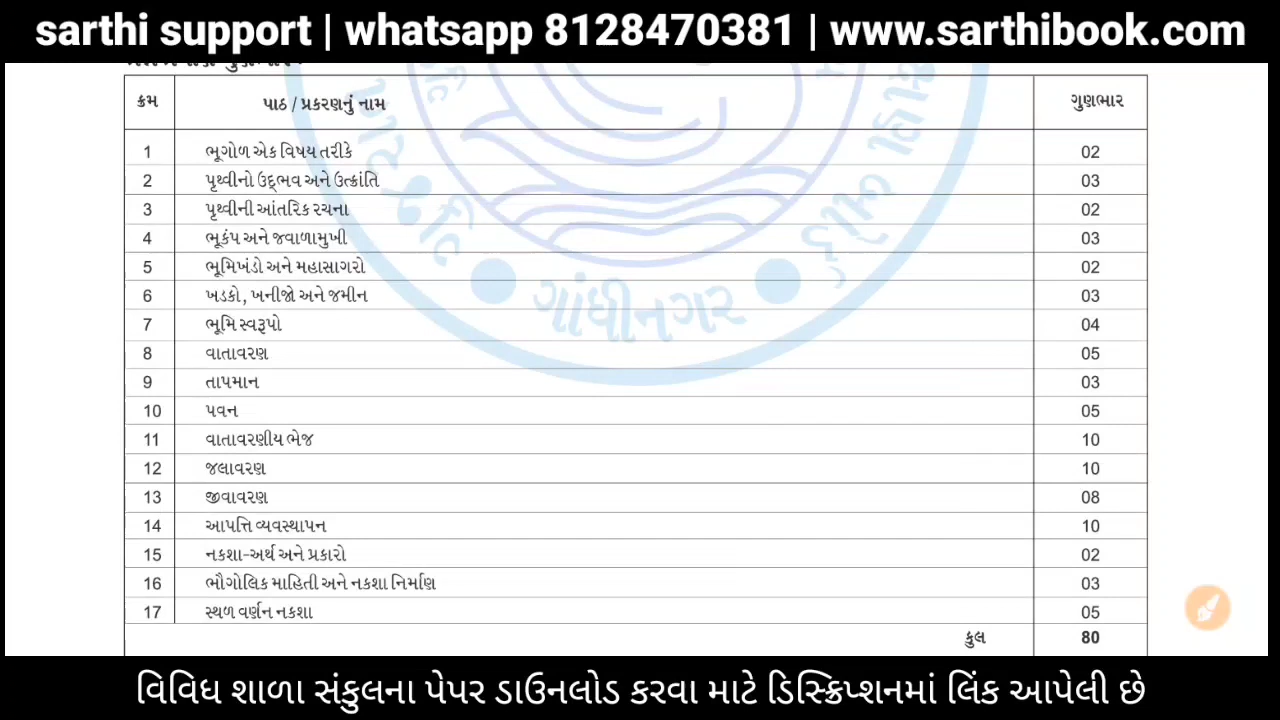 sarthi support | whatsapp 8128470381 | www.sarthibook.com
ક્રમ પાઠ / પ્રકરણનું નામ ગુણભાર
1 ભૂગોળ એક વિષય તરીકે 02
2 પૃથ્વીનો ઉદ્ભવ અને ઉત્ક્રાંતિ 03
3 પૃથ્વીની આંતરિક રચના 02
4 ભૂકંપ અને જવાળામુખી 03
5 ભૂમિખંડો અને મહાસાગરો 02
6 ખડકો, ખનીજો અને જમીન 03
7 ભૂમિ સ્વરૂપો 04
8 વાતાવરણ 05
9 તાપમાન 03
10 પવન 05
11 વાતાવરણીય ભેજ 10
12 જલાવરણ 10
13 જીવાવરણ 08
14 આપત્તિ વ્યવસ્થાપન 10
15 નકશા-અર્થ અને પ્રકારો 02
16 ભૌગોલિક માહિતી અને નકશા નિર્માણ 03
17 સ્થળ વર્ણન નકશા 05
કુલ 80
ગાંધીનગર
વિવિધ શાળા સંકુલના પેપર ડાઉનલોડ કરવા માટે ડિસ્ક્રિપ્શનમાં લિંક આપેલી છે